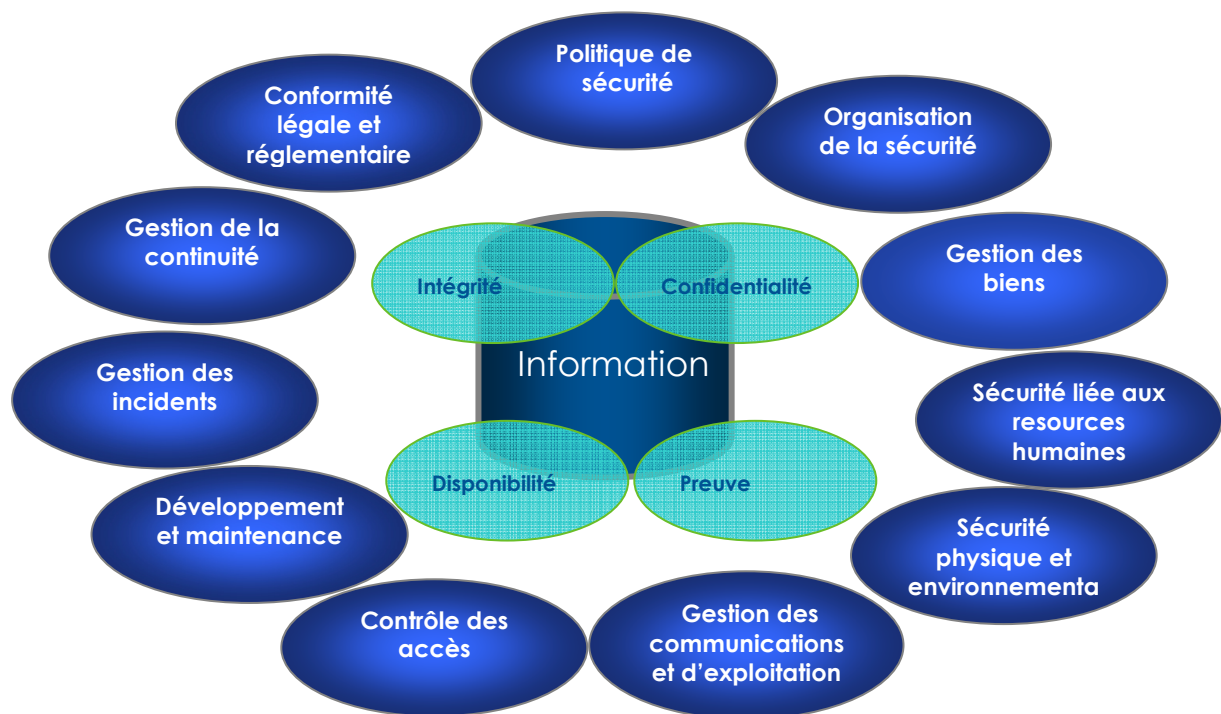 Politique de
sécurité
Organisation
de la sécurité
Gestion des
biens
Sécurité liée aux
resources
humaines
Sécurité
physique et
environnementa
Gestion des
communications
et d'exploitation
Contrôle des
accès
Développement
et maintenance
Gestion des
incidents
Gestion de la
continuité
Conformité
légale et
réglementaire
Intégrité
Confidentialité
Information
Disponibilité
Preuve